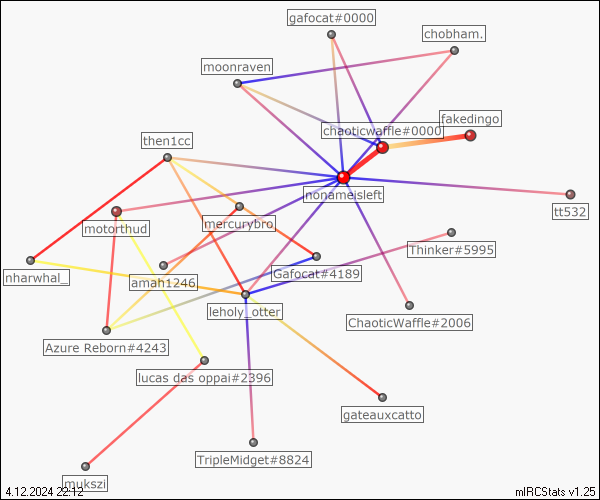 gafocat#0000
chobham.
moonraven
fakedingo
chaoticwaffle#0000
then1cc
nonameisleft
tt532
mercurybro.
motorthud
Thinker#5995
Gafocat#4189
nharwhal_
amah1246
leholy_otter
ChaoticWaffle#2006
Azure Reborn#4243
lucas das oppai#2396
gateauxcatto
TripleMidget#8824
mukszi
4.12.2024 22:12
mIRCStats v1.25